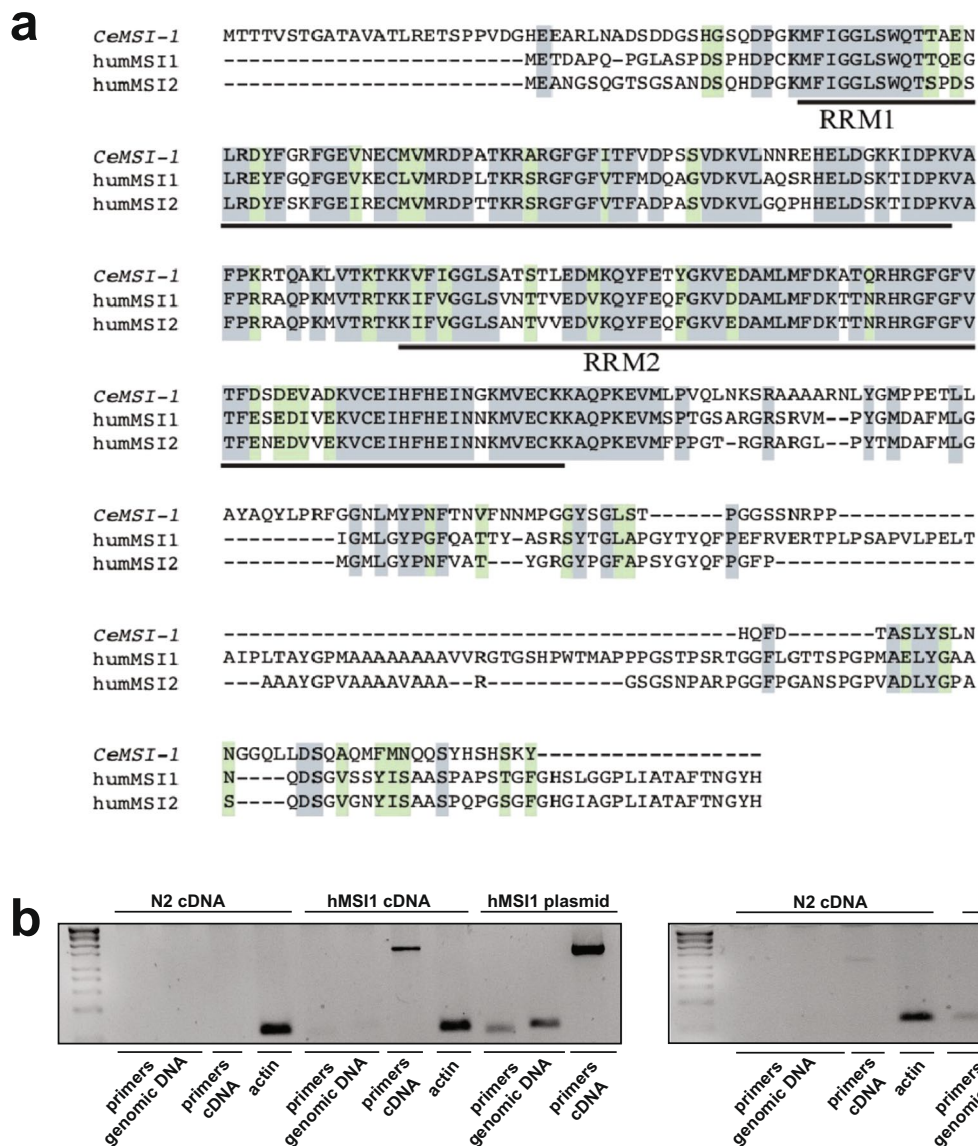 a
CeMSI-1 MTTTVSTGATAVATLRETSPPVDGHEEARLNADSDDGSHGSQDPGKMFIGGLSWQTTAEN
humMSI1 ----------------------METDAPQ-PGLASPDSPHDPCKMFIGGLSWQTTQEG
humMSI2 ----------------------MEANGSQGTSGSANDSQHDPGKMFIGGLSWQTSPDS
RRM1
CeMSI-1 LRDYFGRFGEVNECMVMRDPATKRARGFGFITFVDPSSVDKVLNNREHELDGKKIDPKVA
humMSI1 LREYFGQFGEVKECLVMRDPLTKRSRGFGFVTFMDQAGVDKVLAQSRHELDSKTIDPKVA
humMSI2 LRDYFSKFGEIRECMVMRDPTTKRSRGFGFVTFADPASVDKVLGQPHHELDSKTIDPKVA
CeMSI-1 FPKRTQAKLVTKTKKVFIGGLSATSTLEDMKQYFETYGKVEDAMLMFDKATQRHRGFGFV
humMSI1 FPRRAQPKMVTRTKKIFVGGLSVNTTVEDVKQYFEQFGKVDDAMLMFDKTTNRHRGFGFV
humMSI2 FPRRAQPKMVTRTKKIFVGGLSANTVVEDVKQYFEQFGKVEDAMLMFDKTTNRHRGFGFV
RRM2
CeMSI-1 TFDSDEVADKVCEIHFHEINGKMVECKKAQPKEVMLPVQLNKSRAAAARNLYGMPPETLL
humMSI1 TFESEDIVEKVCEIHFHEINNKMVECKKAQPKEVMSPTGSARGRSRVM--PYGMDAFMLG
humMSI2 TFENEDVVEKVCEIHFHEINNKMVECKKAQPKEVMFPPGT-RGRARGL--PYTMDAFMLG
CeMSI-1 AYAQYLPRFGGNLMYPNFTNVFNNMPGGYSGLST------PGGSSNRPP-----------
humMSI1 ---------IGMLGYPGFQATTY-ASRSYTGLAPGYTYQFPEFRVERTPLPSAPVLPELT
humMSI2 ---------MGMLGYPNFVAT---YGRGYPGFAPSYGYQFPGFP----------------
CeMSI-1 -----------------------------------------HQFD-------TASLYSLN
humMSI1 AIPLTAYGPMAAAAAAAAVVRGTGSHPWTMAPPPGSTPSRTGGFLGTTSPGPMAELYGAA
humMSI2 ---AAAYGPVAAAAVAAA--R-----------GSGSNPARPGGFPGANSPGPVADLYGPA
CeMSI-1 NGGQLLDSQAQMFMNQQSYHSHSKY------------------
humMSI1 N----QDSGVSSYISAASPAPSTGFGHSLGGPLIATAFTNGYH
humMSI2 S----QDSGVGNYISAASPQPGSGFGHGIAGPLIATAFTNGYH
b
N2 cDNA hMSI1 cDNA hMSI1 plasmid N2 cDNA
primers genomic DNA primers cDNA actin primers genomic DNA primers cDNA actin primers genomic DNA primers cDNA primers genomic DNA primers cDNA actin primers